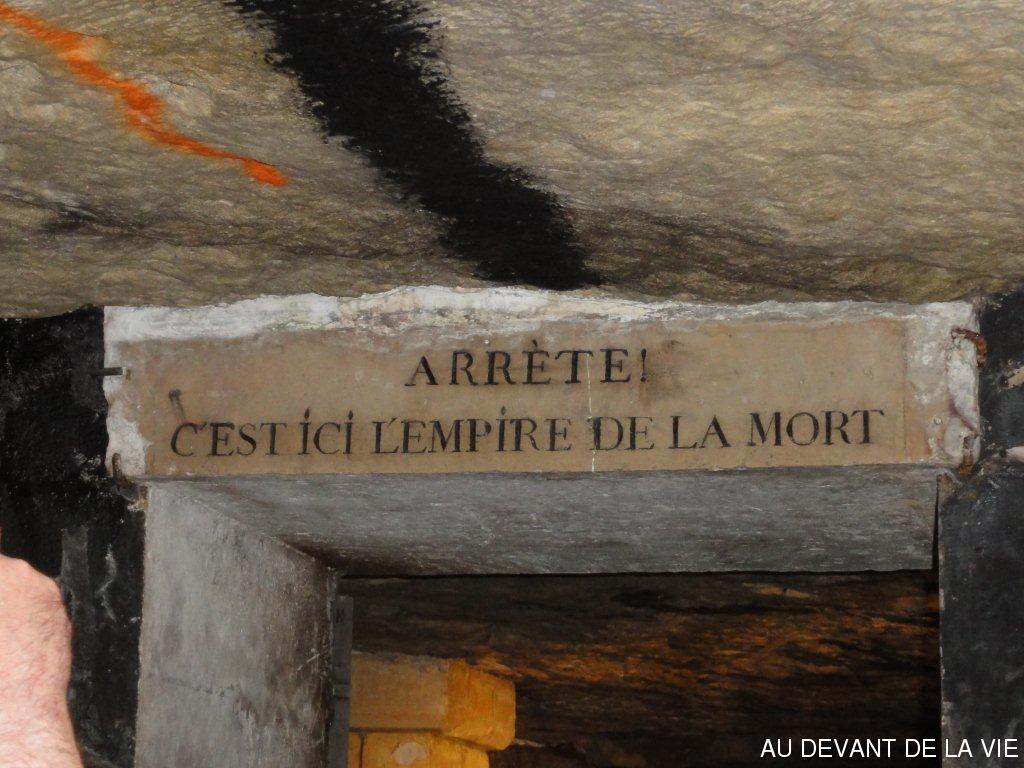 ARRÈTE!
C'EST iCi L'EMPiRE DE LA MORT
AU DEVANT DE LA VIE